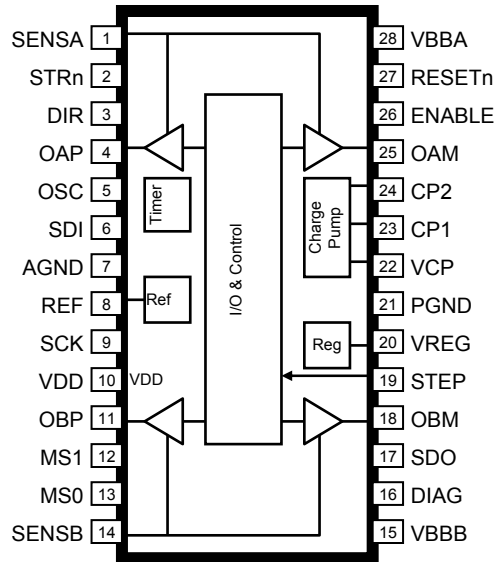 SENSA 1
STRn 2
DIR 3
OAP 4
OSC 5
SDI 6
AGND 7
REF 8
SCK 9
VDD 10 VDD
OBP 11
MS1 12
MS0 13
SENSB 14
Timer
Ref
I/O & Control
Charge
Pump
Reg
28 VBBA
27 RESETn
26 ENABLE
25 OAM
24 CP2
23 CP1
22 VCP
21 PGND
20 VREG
19 STEP
18 OBM
17 SDO
16 DIAG
15 VBBB